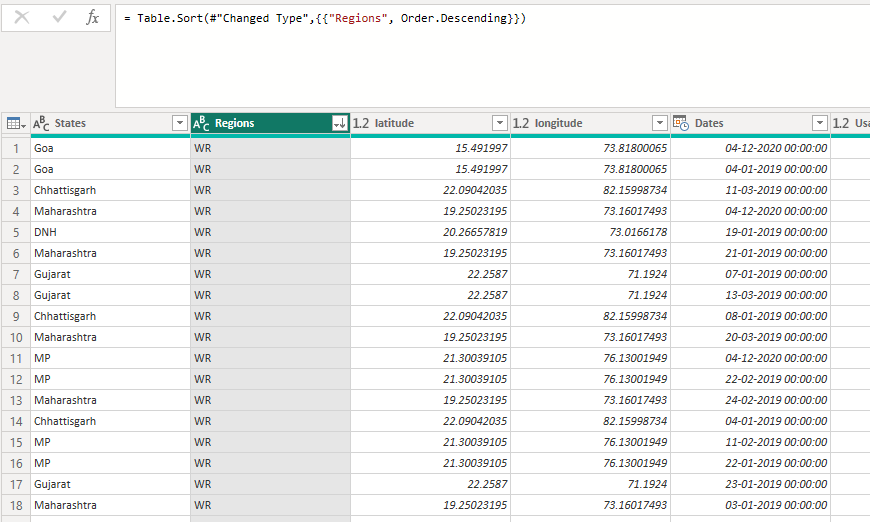 = Table.Sort(#"Changed Type",{{"Regions", Order.Descending}})
ABC States ABC Regions 1.2 latitude 1.2 longitude Dates 1.2 Usa
1 Goa WR 15.491997 73.81800065 04-12-2020 00:00:00
2 Goa WR 15.491997 73.81800065 04-01-2019 00:00:00
3 Chhattisgarh WR 22.09042035 82.15998734 11-03-2019 00:00:00
4 Maharashtra WR 19.25023195 73.16017493 04-12-2020 00:00:00
5 DNH WR 20.26657819 73.0166178 19-01-2019 00:00:00
6 Maharashtra WR 19.25023195 73.16017493 21-01-2019 00:00:00
7 Gujarat WR 22.2587 71.1924 07-01-2019 00:00:00
8 Gujarat WR 22.2587 71.1924 13-03-2019 00:00:00
9 Chhattisgarh WR 22.09042035 82.15998734 08-01-2019 00:00:00
10 Maharashtra WR 19.25023195 73.16017493 20-03-2019 00:00:00
11 MP WR 21.30039105 76.13001949 04-12-2020 00:00:00
12 MP WR 21.30039105 76.13001949 22-02-2019 00:00:00
13 Maharashtra WR 19.25023195 73.16017493 24-02-2019 00:00:00
14 Chhattisgarh WR 22.09042035 82.15998734 04-01-2019 00:00:00
15 MP WR 21.30039105 76.13001949 11-02-2019 00:00:00
16 MP WR 21.30039105 76.13001949 22-01-2019 00:00:00
17 Gujarat WR 22.2587 71.1924 23-01-2019 00:00:00
18 Maharashtra WR 19.25023195 73.16017493 03-01-2019 00:00:00